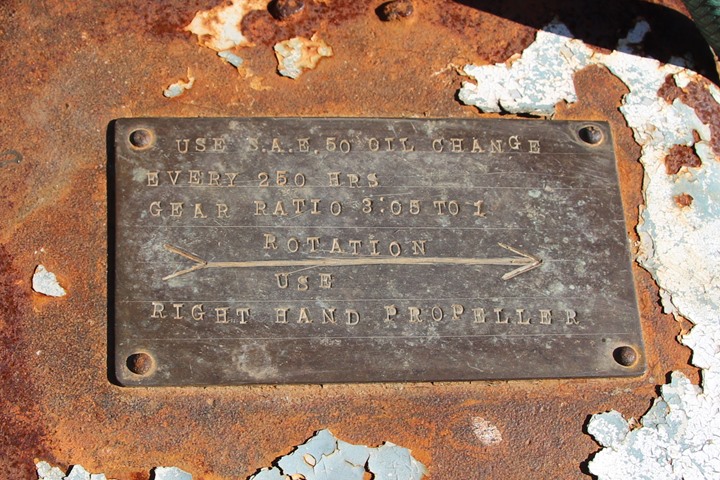 USE S.A.E.50 OIL CHANGE
EVERY 250 HRS
GEAR RATIO 3:05 TO 1
ROTATION
USE
RIGHT HAND PROPELLER